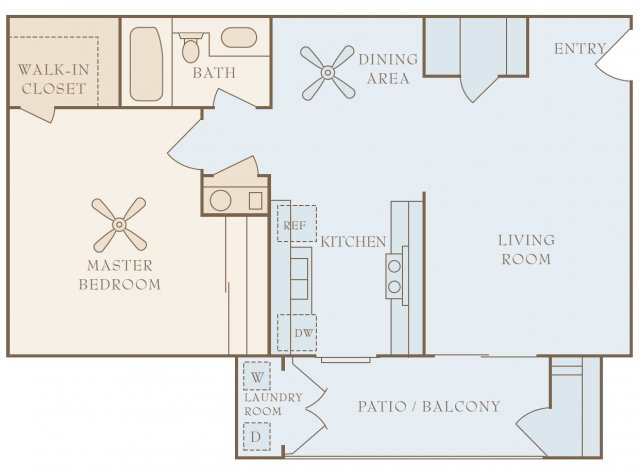 ENTRY
DINING
AREA
WALK-IN
CLOSET
BATH
REF
KITCHEN
LIVING
ROOM
MASTER
BEDROOM
DW
W
LAUNDRY
ROOM
PATIO / BALCONY
D